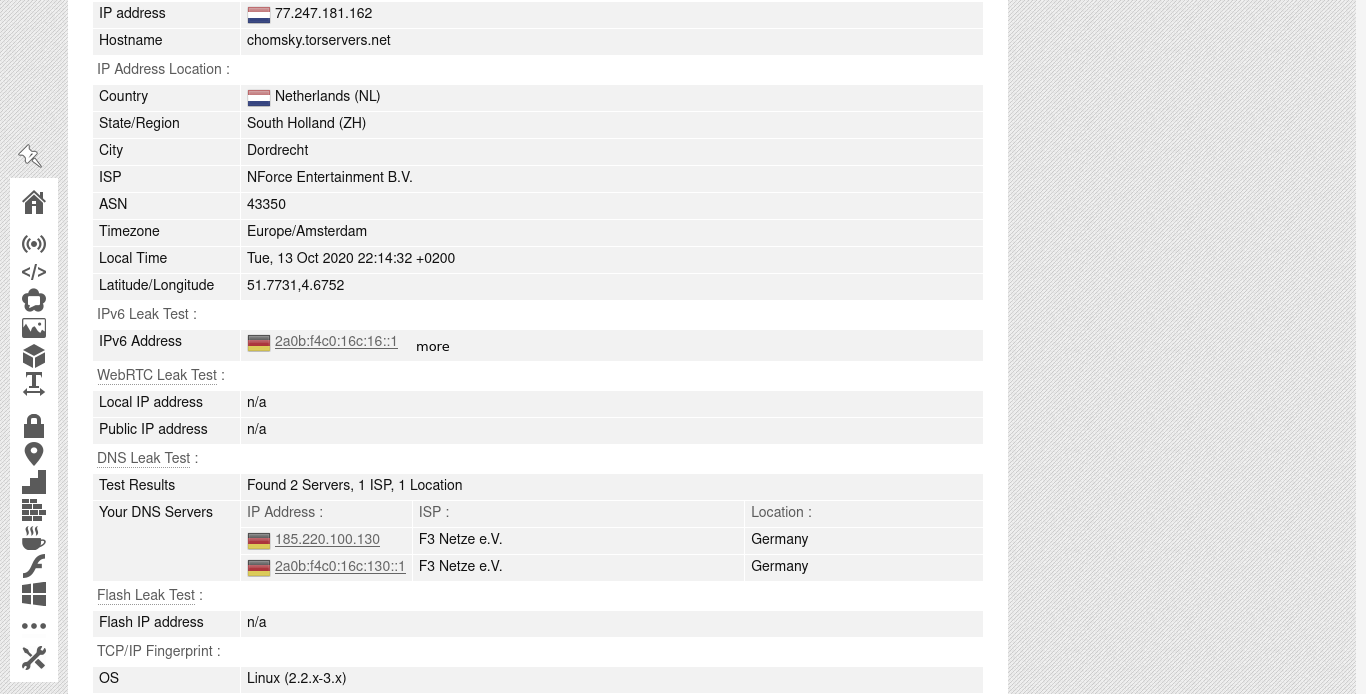 IP address 77.247.181.162
Hostname chomsky.torservers.net
IP Address Location :
Country Netherlands (NL)
State/Region South Holland (ZH)
City Dordrecht
ISP NForce Entertainment B.V.
ASN 43350
Timezone Europe/Amsterdam
Local Time Tue, 13 Oct 2020 22:14:32 +0200
Latitude/Longitude 51.7731,4.6752
IPv6 Leak Test :
IPv6 Address 2a0b:f4c0:16c:16::1 more
WebRTC Leak Test :
Local IP address n/a
Public IP address n/a
DNS Leak Test :
Test Results Found 2 Servers, 1 ISP, 1 Location
Your DNS Servers IP Address : ISP : Location :
185.220.100.130 F3 Netze e.V. Germany
2a0b:f4c0:16c:130::1 F3 Netze e.V. Germany
Flash Leak Test :
Flash IP address n/a
TCP/IP Fingerprint :
OS Linux (2.2.x-3.x)